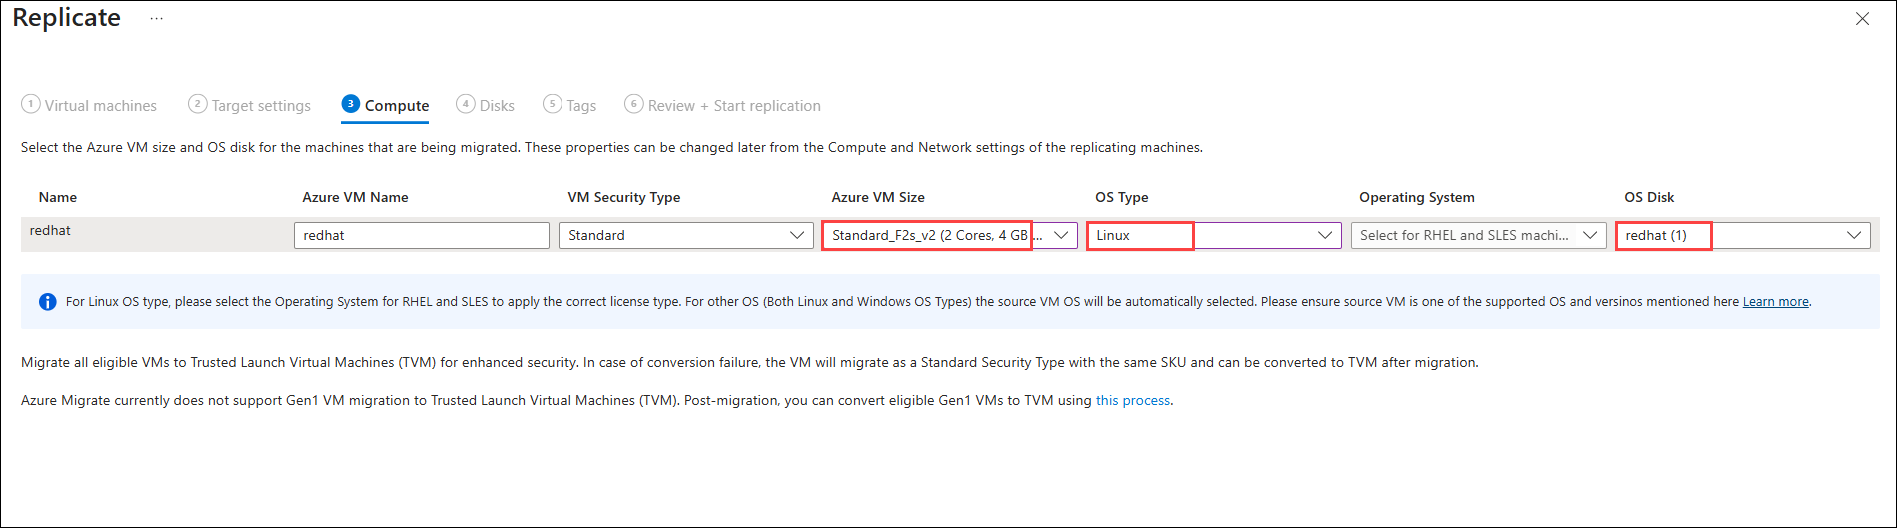 Replicate ...
1 Virtual machines 2 Target settings 3 Compute 4 Disks 5 Tags 6 Review + Start replication
Select the Azure VM size and OS disk for the machines that are being migrated. These properties can be changed later from the Compute and Network settings of the replicating machines.
Name Azure VM Name VM Security Type Azure VM Size OS Type Operating System OS Disk
redhat redhat Standard Standard_F2s_v2 (2 Cores, 4 GB ... Linux Select for RHEL and SLES machi... redhat (1)
For Linux OS type, please select the Operating System for RHEL and SLES to apply the correct license type. For other OS (Both Linux and Windows OS Types) the source VM OS will be automatically selected. Please ensure source VM is one of the supported OS and versinos mentioned here Learn more.
Migrate all eligible VMs to Trusted Launch Virtual Machines (TVM) for enhanced security. In case of conversion failure, the VM will migrate as a Standard Security Type with the same SKU and can be converted to TVM after migration.
Azure Migrate currently does not support Gen1 VM migration to Trusted Launch Virtual Machines (TVM). Post-migration, you can convert eligible Gen1 VMs to TVM using this process.